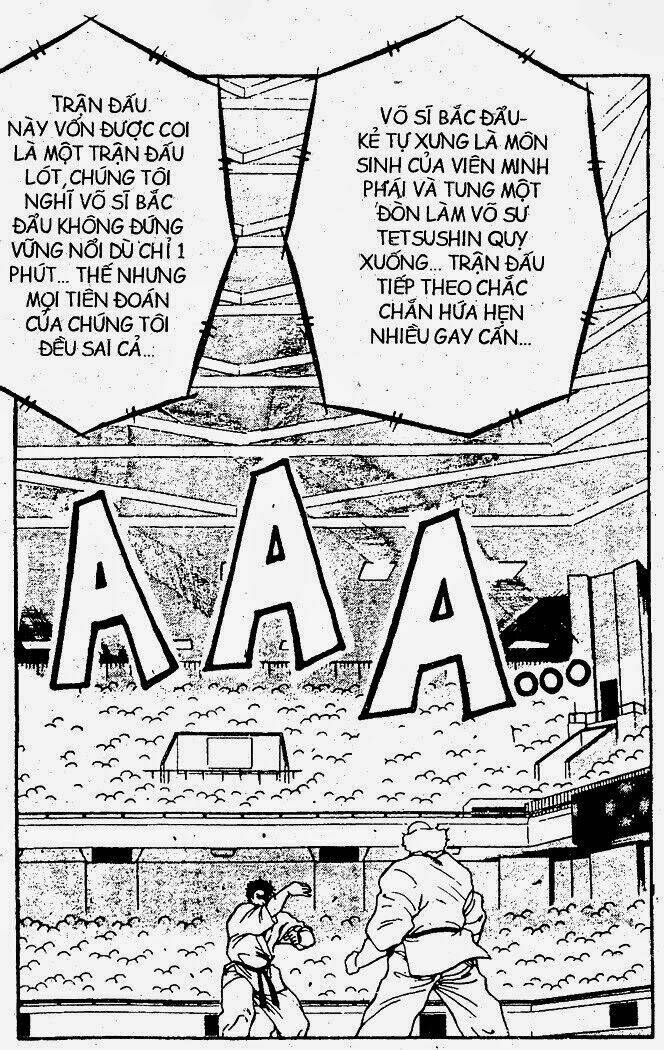 VÕ SĨ BẮC ĐẨU-
KẺ TỰ XƯNG LÀ MÔN
SINH CỦA VIÊN MINH
PHÁI VÀ TUNG MỘT
ĐÒN LÀM VÕ SƯ
TETSUSHIN QUY
XUỐNG... TRẬN ĐẤU
TIẾP THEO CHẮC
CHẮN HỨA HẸN
NHIỀU GAY CẤN...
TRẬN ĐẤU
NÀY VỐN ĐƯỢC COI
LÀ MỘT TRẬN ĐẤU
LÓT, CHÚNG TÔI
NGHĨ VÕ SĨ BẮC
ĐẨU KHÔNG ĐỨNG
VỮNG NỔI DÙ CHỈ 1
PHÚT... THẾ NHƯNG
MỌI TIÊN ĐOÁN
CỦA CHÚNG TÔI
ĐỀU SAI CẢ...
AAA...